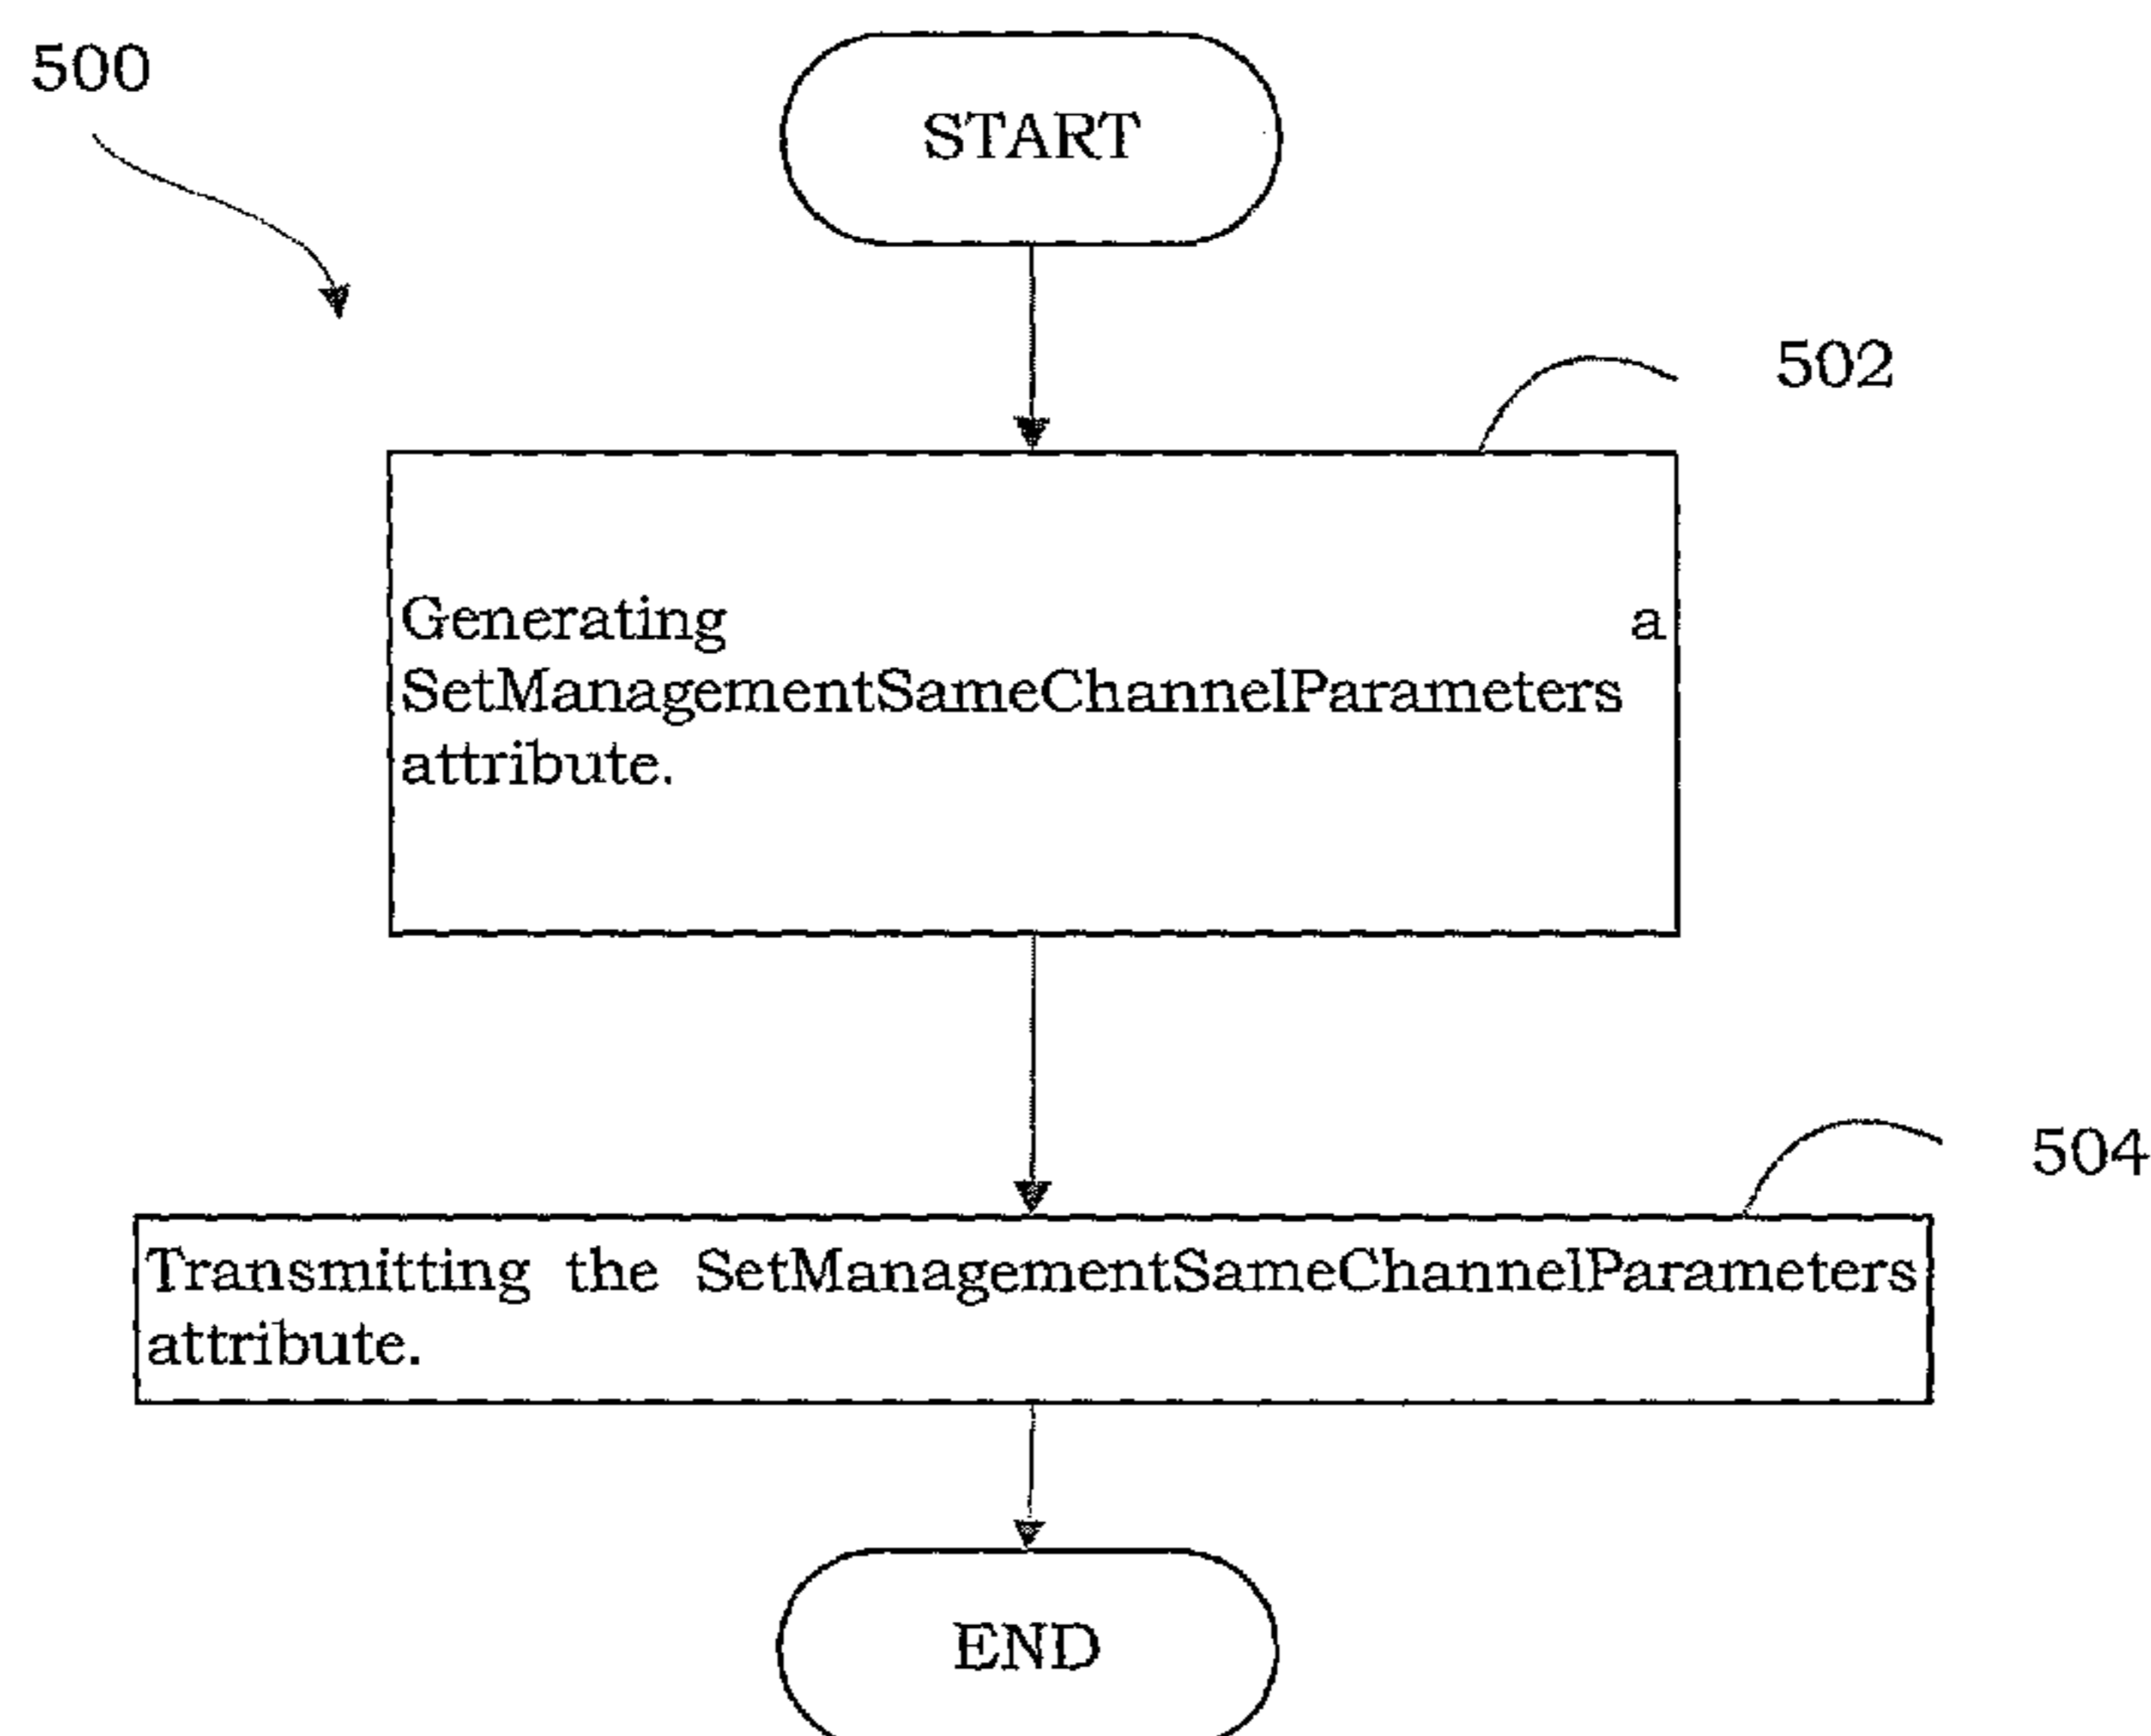 500
START
502
Generating a
SetManagementSameChannelParameters
attribute.
504
Transmitting the SetManagementSameChannelParameters
attribute.
END